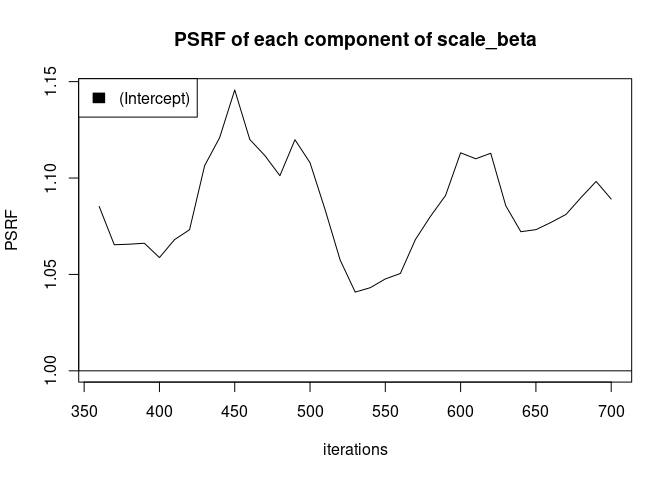 PSRF of each component of scale_beta
(Intercept)
PSRF
1.15
1.10
1.05
1.00
350 400 450 500 550 600 650 700
iterations